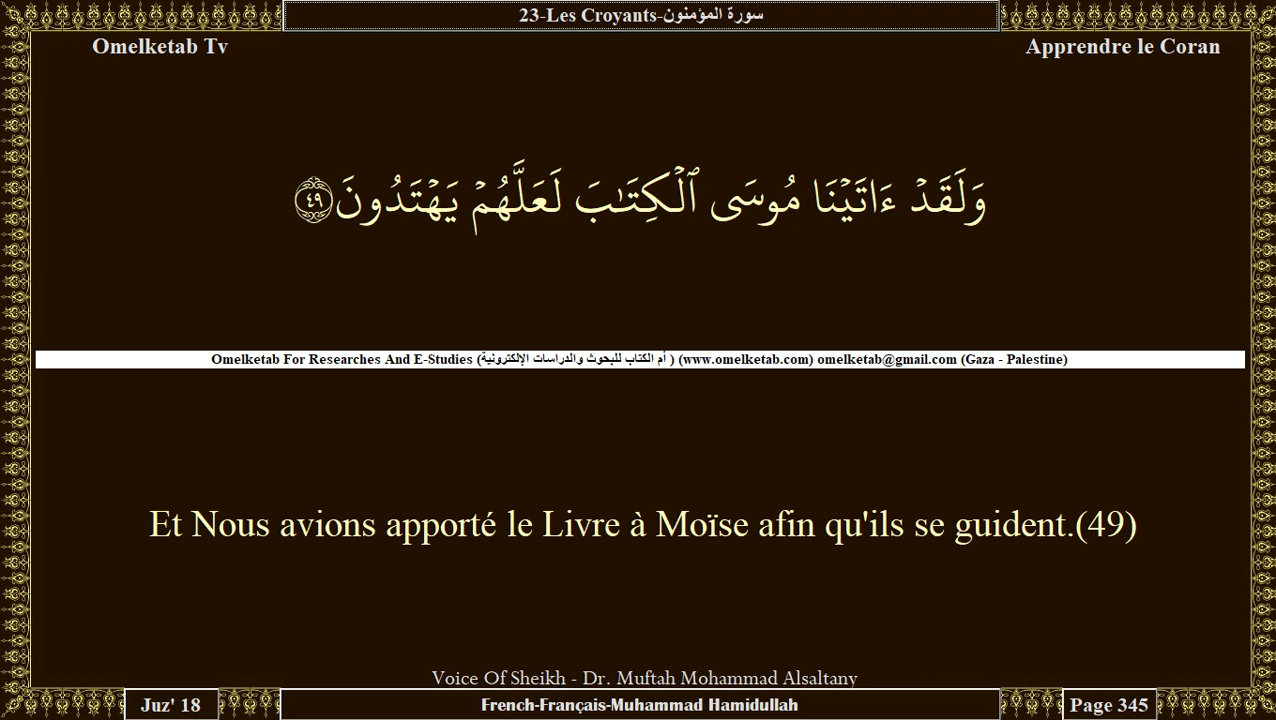 23-Les Croyants-سورة المؤمنون
Omelketab Tv
Apprendre le Coran
وَلَقَدۡ ءَاتَيۡنَا مُوسَى ٱلۡكِتَٰبَ لَعَلَّهُمۡ يَهۡتَدُونَ ٤٩
Omelketab For Researches And E-Studies (أم الكتاب للبحوث والدراسات الإلكترونية ) (www.omelketab.com) omelketab@gmail.com (Gaza - Palestine)
Et Nous avions apporté le Livre à Moïse afin qu'ils se guident.(49)
Voice Of Sheikh - Dr. Muftah Mohammad Alsaltany
Juz' 18
French-Français-Muhammad Hamidullah
Page 345